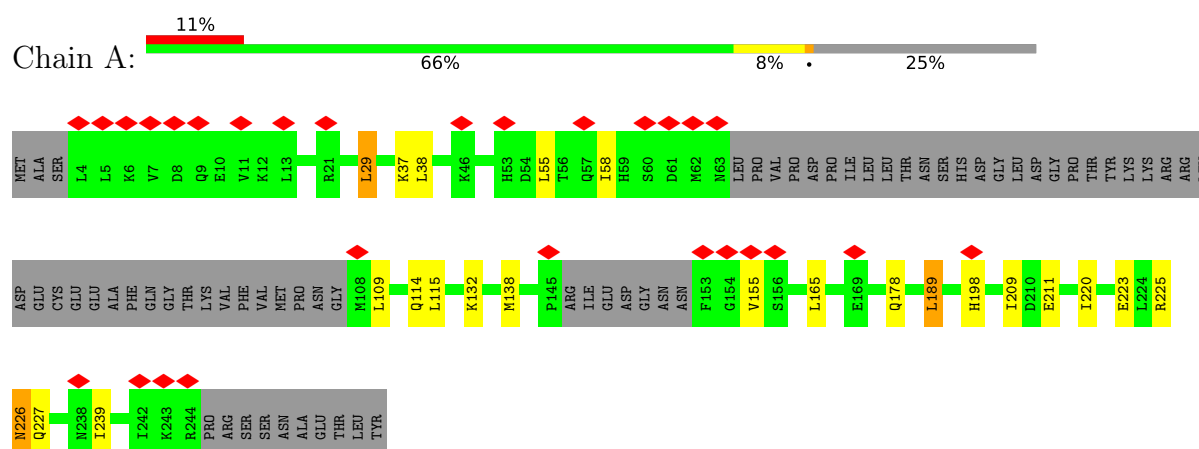 11%
Chain A:
66% 8% • 25%
MET ALA SER L4 L5 K6 V7 D8 Q9 E10 V11 K12 L13 R21 L29 K37 L38 K46 H53 D54 L55 T56 Q57 I58 H59 S60 D61 M62 N63 LEU PRO VAL PRO ASP PRO ILE LEU LEU THR ASN SER HIS ASP GLY LEU ASP GLY PRO THR TYR LYS LYS ARG ARG
ASP GLU CYS GLU GLU ALA PHE GLN GLY THR LYS VAL PHE VAL MET PRO ASN GLY M108 L109 Q114 L115 K132 M138 P145 ARG ILE GLU ASP GLY ASN ASN F153 G154 V155 S156 L165 E169 Q178 L189 H198 I209 D210 E211 I220 E223 L224 R225
N226 Q227 N238 I239 I242 K243 R244 PRO ARG SER SER ASN ALA GLU THR LEU TYR